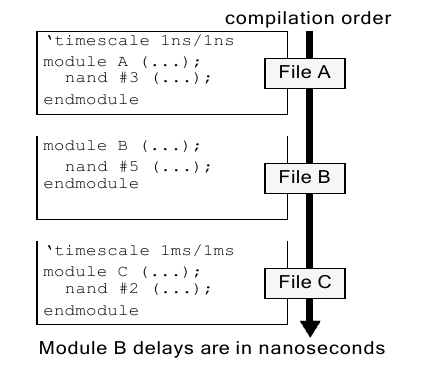 compilation order
‘timescale 1ns/1ns
module A (...);
nand #3 (...);
endmodule
File A
module B (...);
nand #5 (...);
endmodule
File B
‘timescale 1ms/1ms
module C (...);
nand #2 (...);
endmodule
File C
Module B delays are in nanoseconds